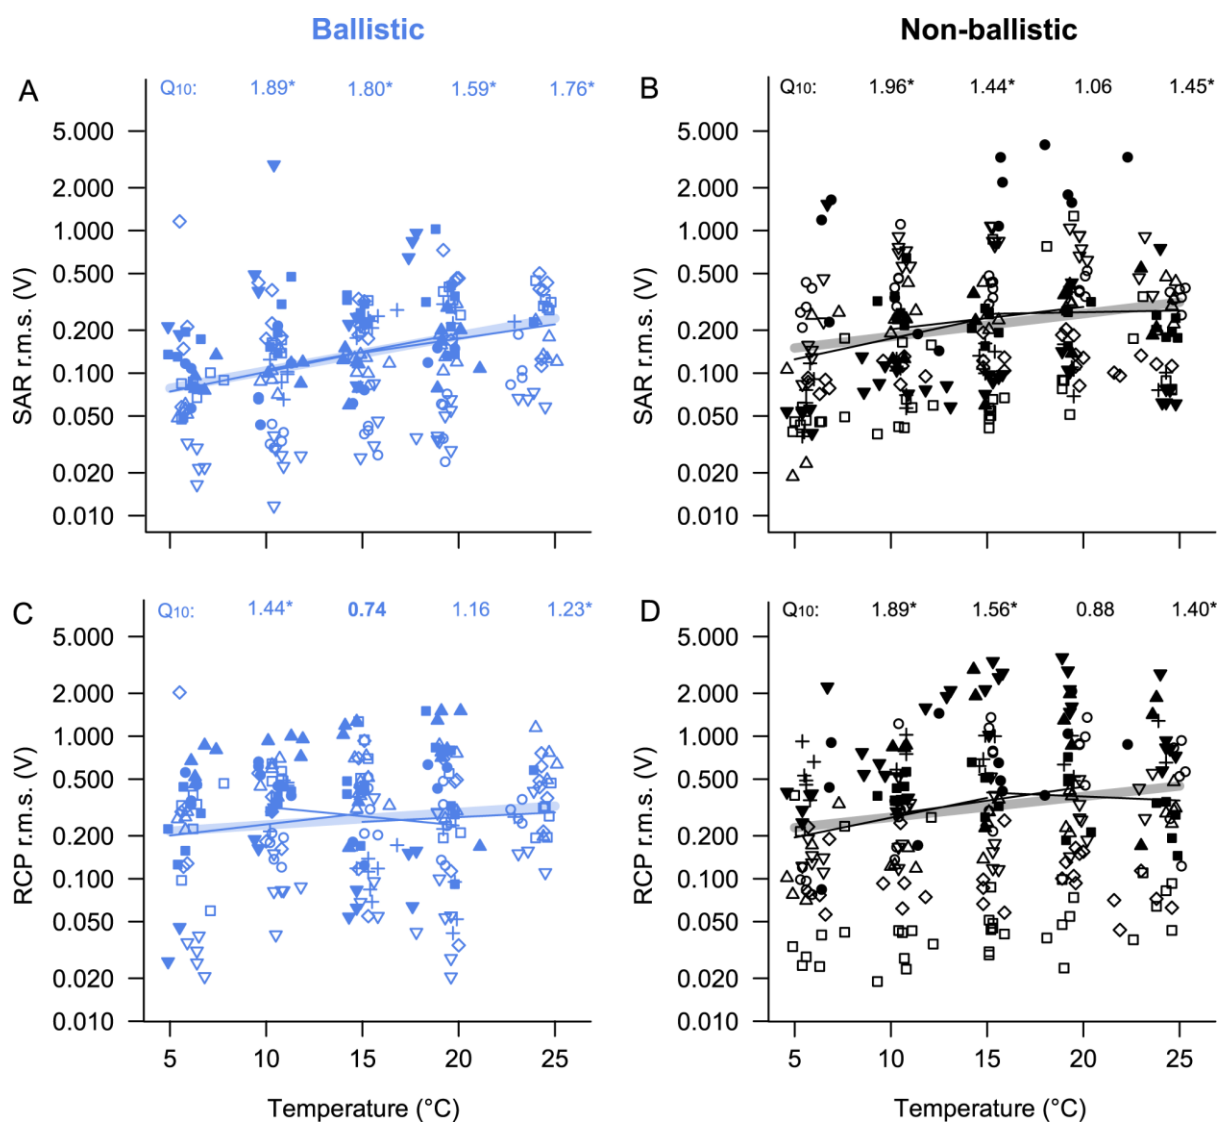 Ballistic
Non-ballistic
A
Q10: 1.89* 1.80* 1.59* 1.76*
5.000
2.000
1.000
0.500
0.200
0.100
0.050
0.020
0.010
SAR r.m.s. (V)
B
Q10: 1.96* 1.44* 1.06 1.45*
5.000
2.000
1.000
0.500
0.200
0.100
0.050
0.020
0.010
SAR r.m.s. (V)
C
Q10: 1.44* 0.74 1.16 1.23*
5.000
2.000
1.000
0.500
0.200
0.100
0.050
0.020
0.010
RCP r.m.s. (V)
5 10 15 20 25
Temperature (°C)
D
Q10: 1.89* 1.56* 0.88 1.40*
5.000
2.000
1.000
0.500
0.200
0.100
0.050
0.020
0.010
RCP r.m.s. (V)
5 10 15 20 25
Temperature (°C)